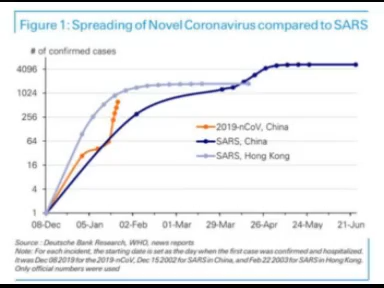 Figure 1: Spreading of Novel Coronavirus compared to SARS
# of confirmed cases
4096
1024
256
64
16
4
1
2019-nCoV, China
SARS, China
SARS, Hong Kong
08-Dec 05-Jan 02-Feb 01-Mar 29-Mar 26-Apr 24-May 21-Jun
Source : Deutsche Bank Research, WHO, news reports
Note: For each incident, the starting date is set as the day when the first case was confirmed and hospitalized.
It was Dec 08 2019 for the 2019-nCoV, Dec 15 2002 for SARS in China, and Feb 22 2003 for SARS in Hong Kong.
Only official numbers were used